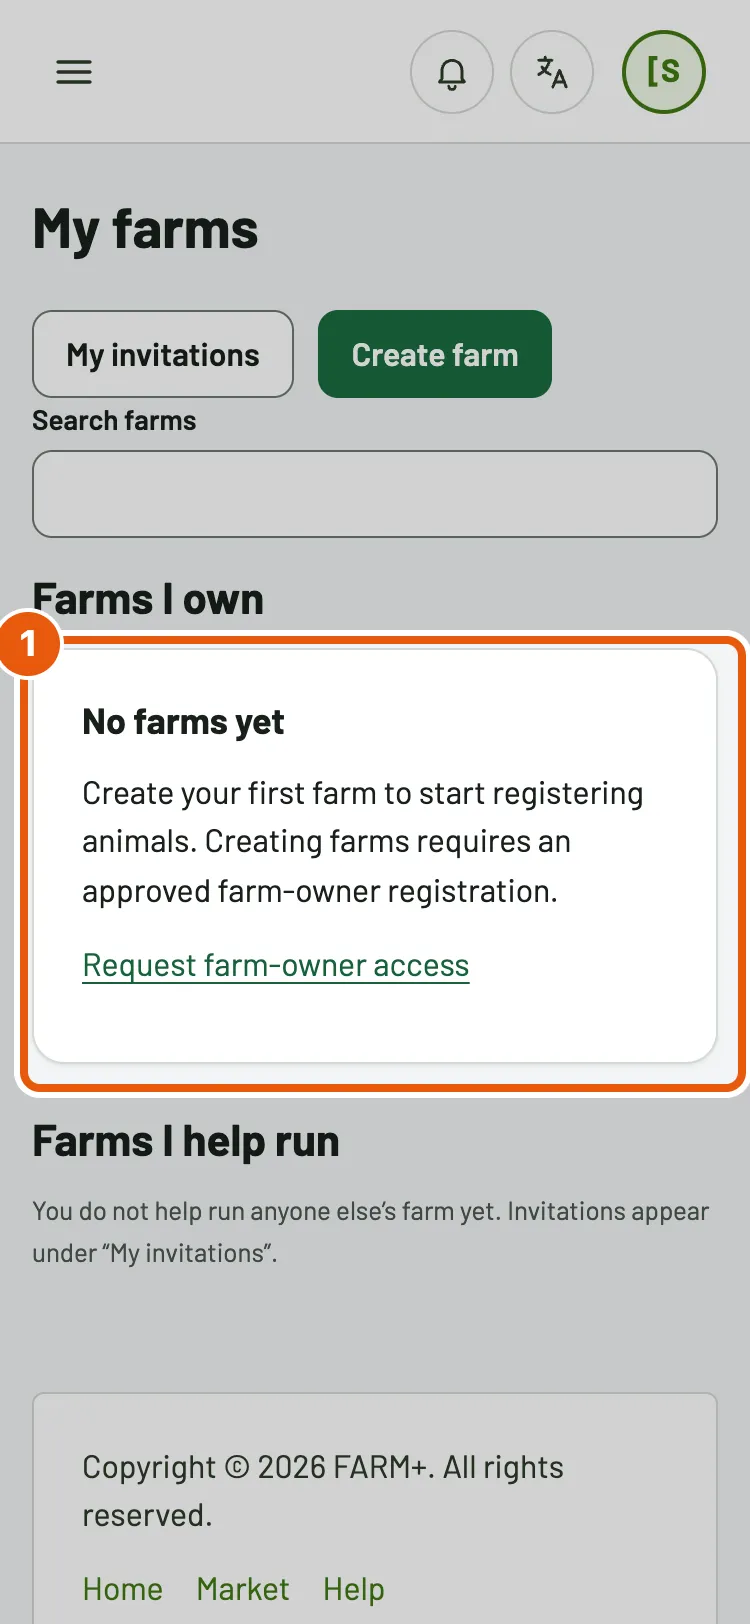 [S
My farms
My invitations
Create farm
Search farms
Farms I own
1
No farms yet
Create your first farm to start registering
animals. Creating farms requires an
approved farm-owner registration.
Request farm-owner access
Farms I help run
You do not help run anyone else’s farm yet. Invitations appear
under “My invitations”.
Copyright © 2026 FARM+. All rights
reserved.
Home Market Help